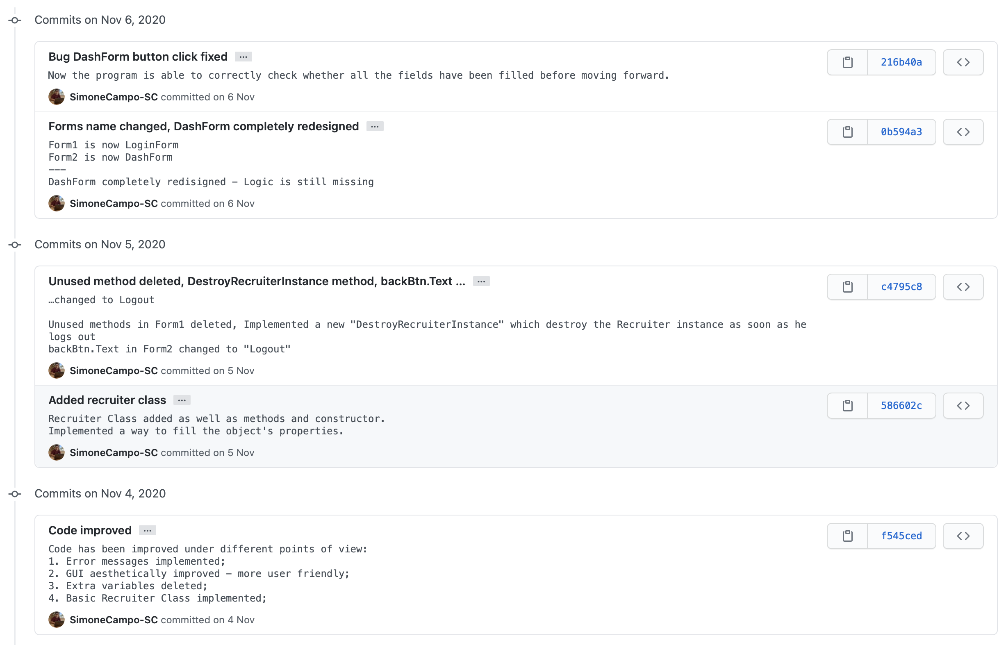 Commits on Nov 6, 2020
Bug DashForm button click fixed …
216b40a
Now the program is able to correctly check whether all the fields have been filled before moving forward.
SimoneCampo-SC committed on 6 Nov
Forms name changed, DashForm completely redesigned …
0b594a3
Form1 is now LoginForm
Form2 is now DashForm
---
DashForm completely redisigned - Logic is still missing
SimoneCampo-SC committed on 6 Nov
Commits on Nov 5, 2020
Unused method deleted, DestroyRecruiterInstance method, backBtn.Text ... …
c4795c8
…changed to Logout
Unused methods in Form1 deleted, Implemented a new "DestroyRecruiterInstance" which destroy the Recruiter instance as soon as he
logs out
backBtn.Text in Form2 changed to "Logout"
SimoneCampo-SC committed on 5 Nov
Added recruiter class …
586602c
Recruiter Class added as well as methods and constructor.
Implemented a way to fill the object's properties.
SimoneCampo-SC committed on 5 Nov
Commits on Nov 4, 2020
Code improved …
f545ced
Code has been improved under different points of view:
1. Error messages implemented;
2. GUI aesthetically improved - more user friendly;
3. Extra variables deleted;
4. Basic Recruiter Class implemented;
SimoneCampo-SC committed on 4 Nov